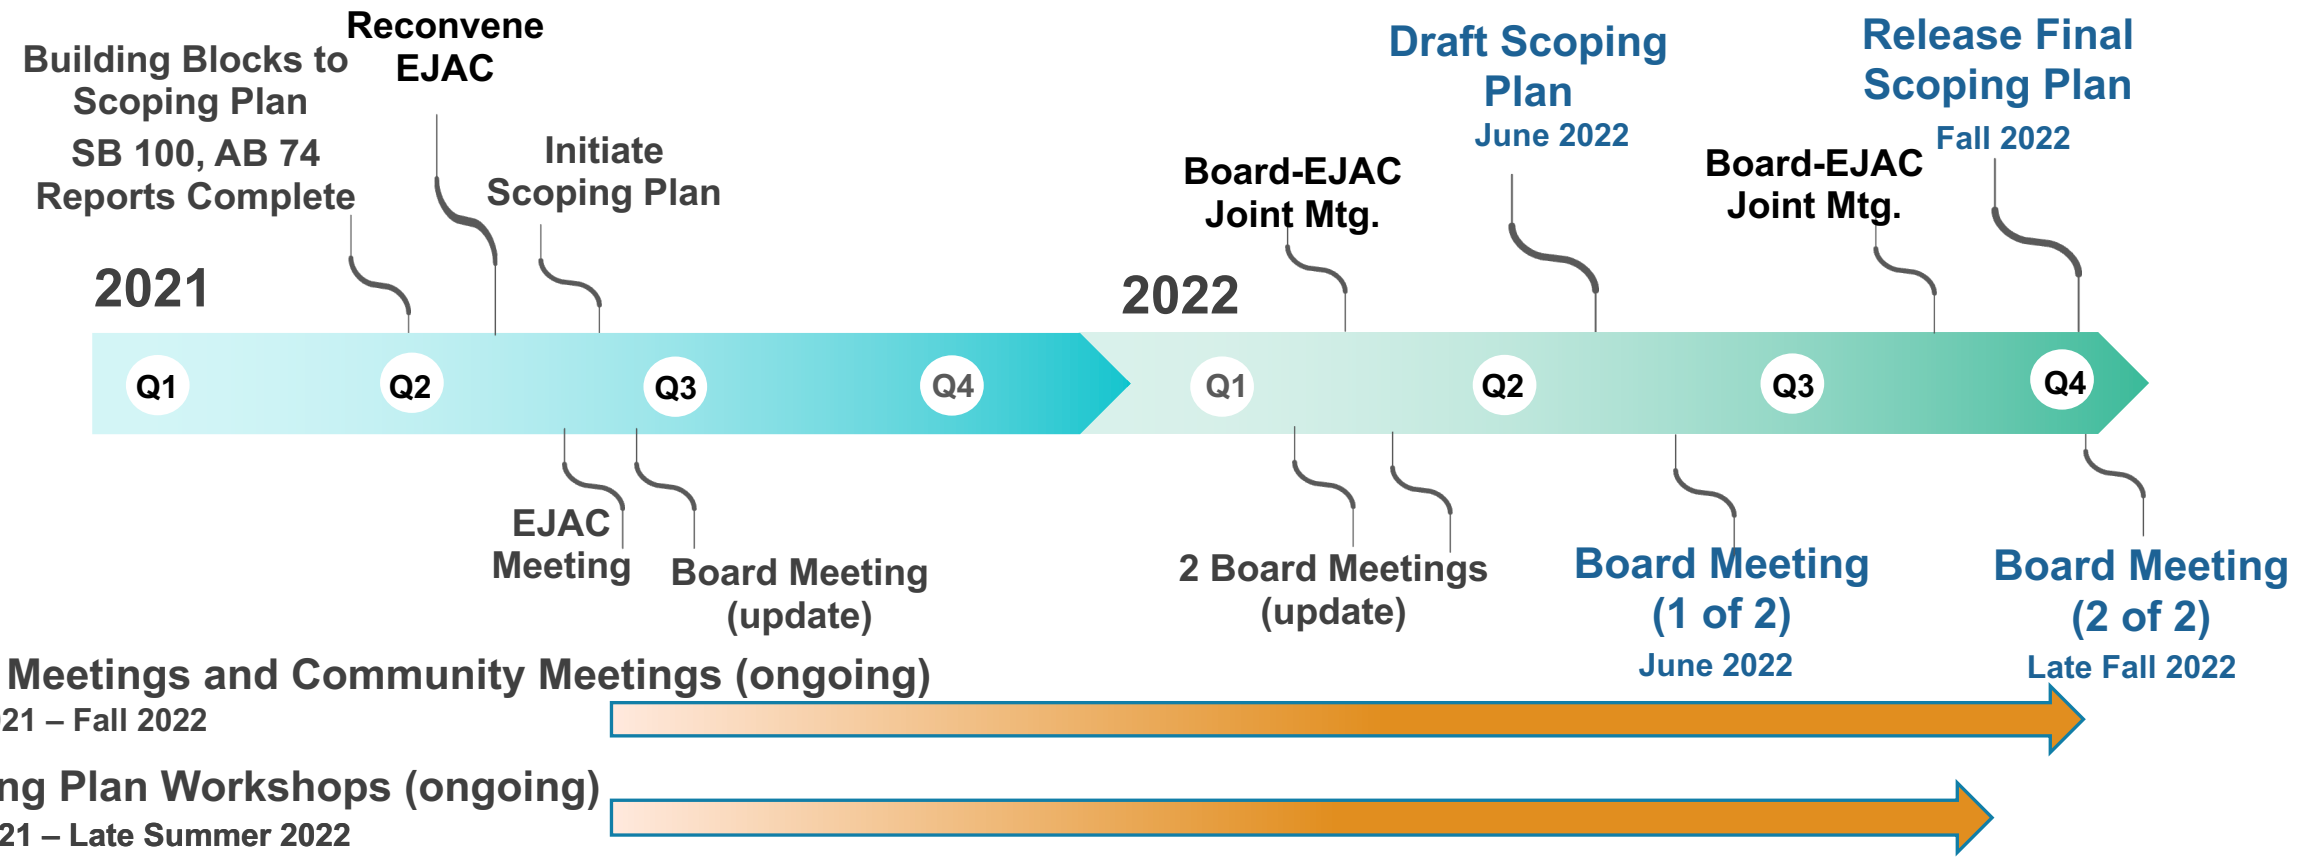 Reconvene
EJAC
Building Blocks to
Scoping Plan
SB 100, AB 74
Reports Complete
Initiate
Scoping Plan
Draft Scoping
Plan
June 2022
Release Final
Scoping Plan
Fall 2022
Board-EJAC
Joint Mtg.
Board-EJAC
Joint Mtg.
2021
2022
Q1
Q2
Q3
Q4
Q1
Q2
Q3
Q4
EJAC
Meeting
Board Meeting
(update)
2 Board Meetings
(update)
Board Meeting
(1 of 2)
June 2022
Board Meeting
(2 of 2)
Late Fall 2022
Meetings and Community Meetings (ongoing)
21 – Fall 2022
ng Plan Workshops (ongoing)
21 – Late Summer 2022